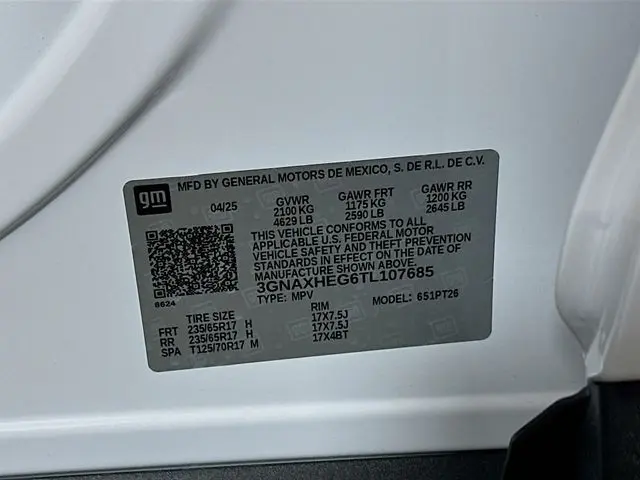 gm
MFD BY GENERAL MOTORS DE MEXICO, S. DE R.L. DE C.V.
04/25 GVWR GAWR FRT GAWR RR
2100 KG 1175 KG 1200 KG
4629 LB 2590 LB 2645 LB
THIS VEHICLE CONFORMS TO ALL
APPLICABLE U.S. FEDERAL MOTOR
VEHICLE SAFETY AND THEFT PREVENTION
STANDARDS IN EFFECT ON THE DATE OF
MANUFACTURE SHOWN ABOVE.
3GNAXHEG6TL107685
8624
TYPE: MPV MODEL: 651PT26
TIRE SIZE RIM
FRT 235/65R17 H 17X7.5J
RR 235/65R17 H 17X7.5J
SPA T125/70R17 M 17X4BT